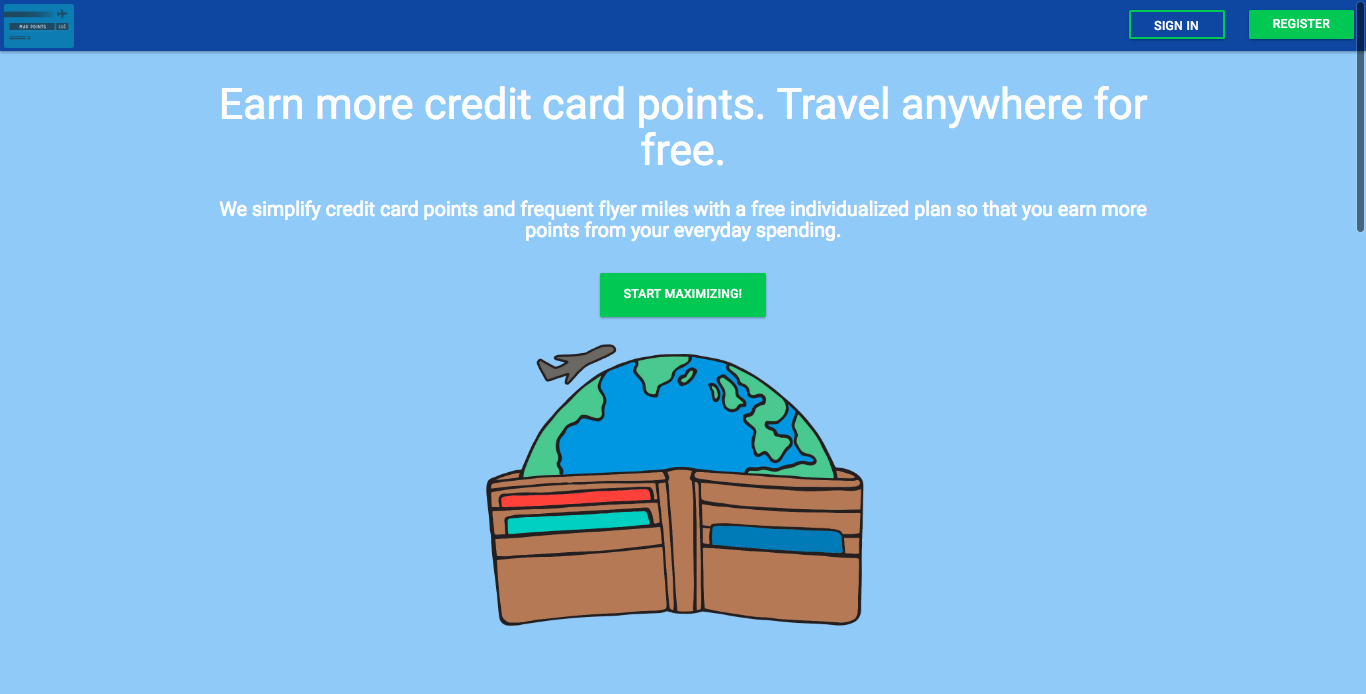 MAX POINTS LLC
SIGN IN
REGISTER
Earn more credit card points. Travel anywhere for
free.
We simplify credit card points and frequent flyer miles with a free individualized plan so that you earn more
points from your everyday spending.
START MAXIMIZING!